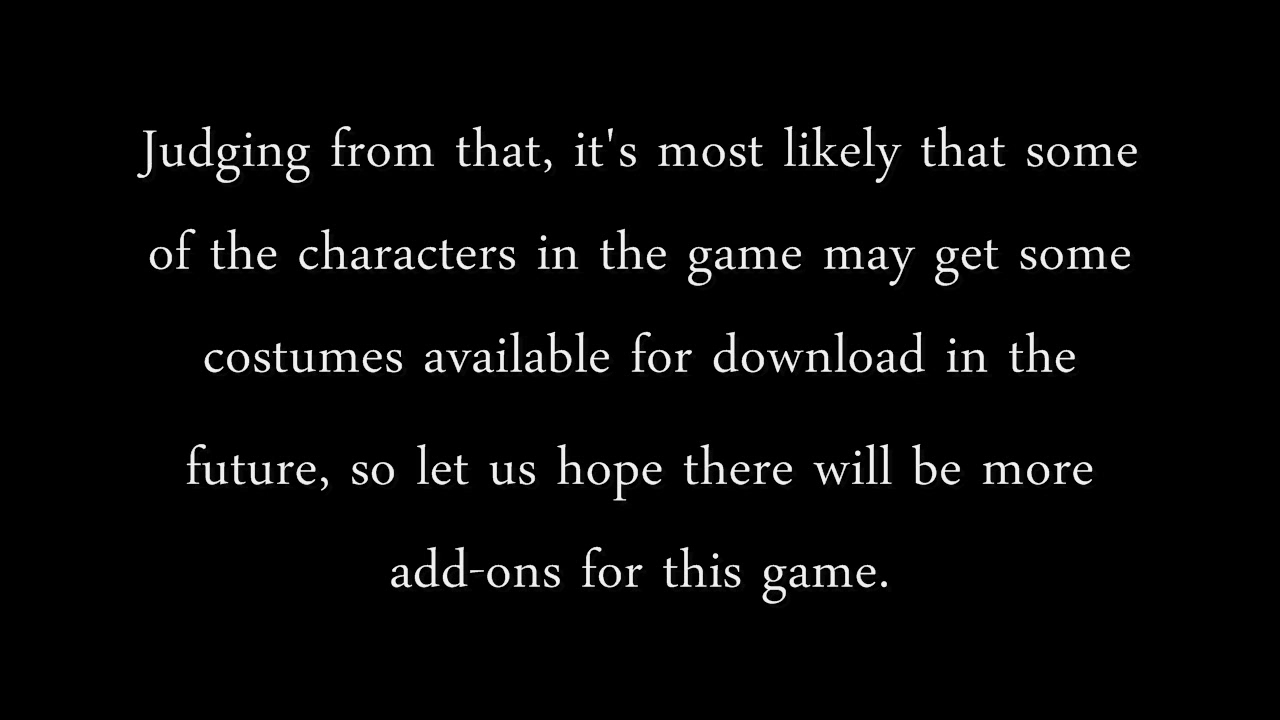 Judging from that, it's most likely that some
of the characters in the game may get some
costumes available for download in the
future, so let us hope there will be more
add-ons for this game.